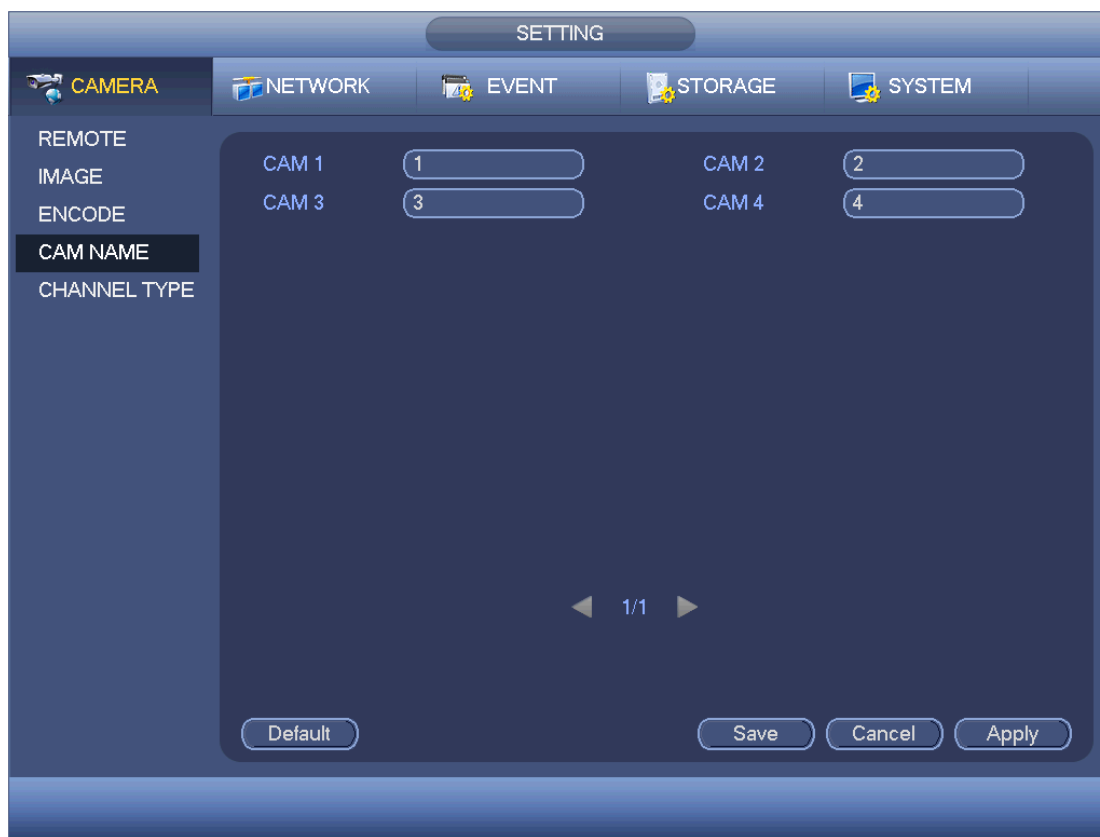 SETTING
CAMERA NETWORK EVENT STORAGE SYSTEM
REMOTE
IMAGE
ENCODE
CAM NAME
CHANNEL TYPE
CAM 1 1 CAM 2 2
CAM 3 3 CAM 4 4
1/1
Default Save Cancel Apply